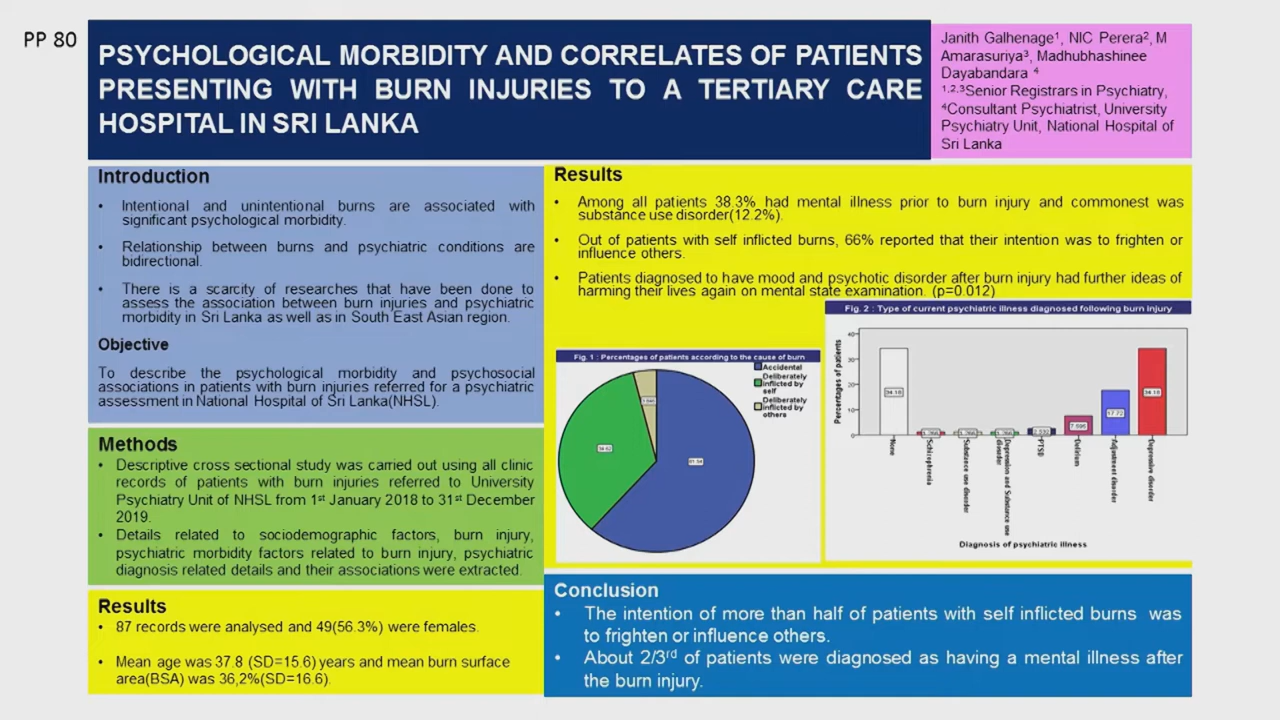 PP 80
PSYCHOLOGICAL MORBIDITY AND CORRELATES OF PATIENTS
PRESENTING WITH BURN INJURIES TO A TERTIARY CARE
HOSPITAL IN SRI LANKA
Janith Galhenage¹, NIC Perera², M
Amarasuriya³, Madhubhashinee
Dayabandara ⁴
¹,²,³Senior Registrars in Psychiatry,
⁴Consultant Psychiatrist, University
Psychiatry Unit, National Hospital of
Sri Lanka
Introduction
• Intentional and unintentional burns are associated with
significant psychological morbidity.
• Relationship between burns and psychiatric conditions are
bidirectional.
• There is a scarcity of researches that have been done to
assess the association between burn injuries and psychiatric
morbidity in Sri Lanka as well as in South East Asian region.
Objective
To describe the psychological morbidity and psychosocial
associations in patients with burn injuries referred for a psychiatric
assessment in National Hospital of Sri Lanka(NHSL).
Methods
• Descriptive cross sectional study was carried out using all clinic
records of patients with burn injuries referred to University
Psychiatry Unit of NHSL from 1st January 2018 to 31st December
2019.
• Details related to sociodemographic factors, burn injury,
psychiatric morbidity factors related to burn injury, psychiatric
diagnosis related details and their associations were extracted.
Results
• 87 records were analysed and 49(56.3%) were females.
• Mean age was 37.8 (SD=15.6) years and mean burn surface
area(BSA) was 36,2%(SD=16.6).
Results
• Among all patients 38.3% had mental illness prior to burn injury and commonest was
substance use disorder(12.2%).
• Out of patients with self inflicted burns, 66% reported that their intention was to frighten or
influence others.
• Patients diagnosed to have mood and psychotic disorder after burn injury had further ideas of
harming their lives again on mental state examination. (p=0.012)
Fig. 1 : Percentages of patients according to the cause of burn
Accidental
Deliberately
inflicted by
self
Deliberately
inflicted by
others
Fig. 2 : Type of current psychiatric illness diagnosed following burn injury
Percentages of patients
40
30
20
10
0
34.18
17.72
34.18
None
Schizophrenia
Substance use disorder
Depression and Substance use
disorder
PTSD
Delirium
Adjustment disorder
Depressive disorder
Diagnosis of psychiatric illness
Conclusion
• The intention of more than half of patients with self inflicted burns was
to frighten or influence others.
• About 2/3rd of patients were diagnosed as having a mental illness after
the burn injury.